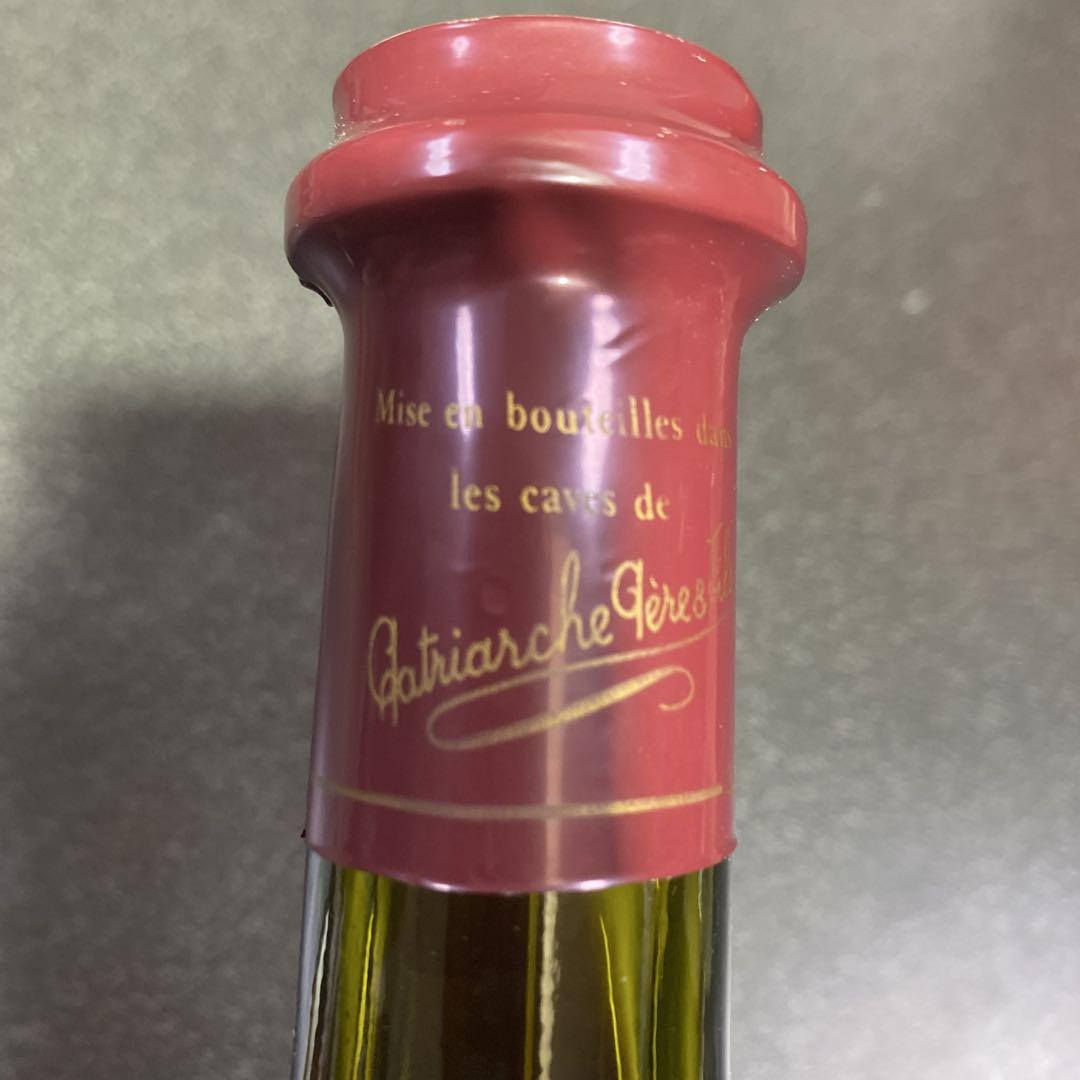 Mise en bouteilles dans
les caves de
Patriarche Père &